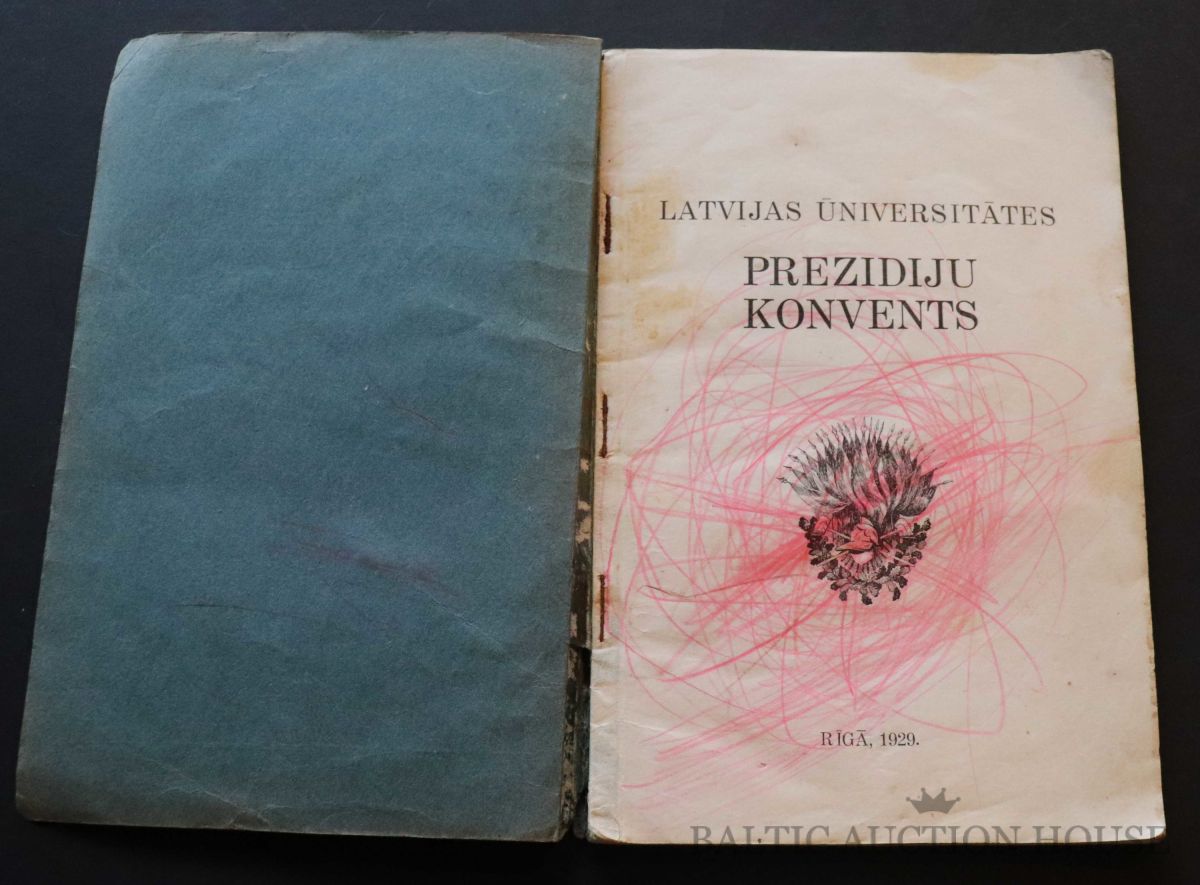 LATVIJAS ŪNIVERSITĀTES
PREZIDIJU
KONVENTS
RĪGĀ, 1929.
BALTIC AUCTION HOUSE